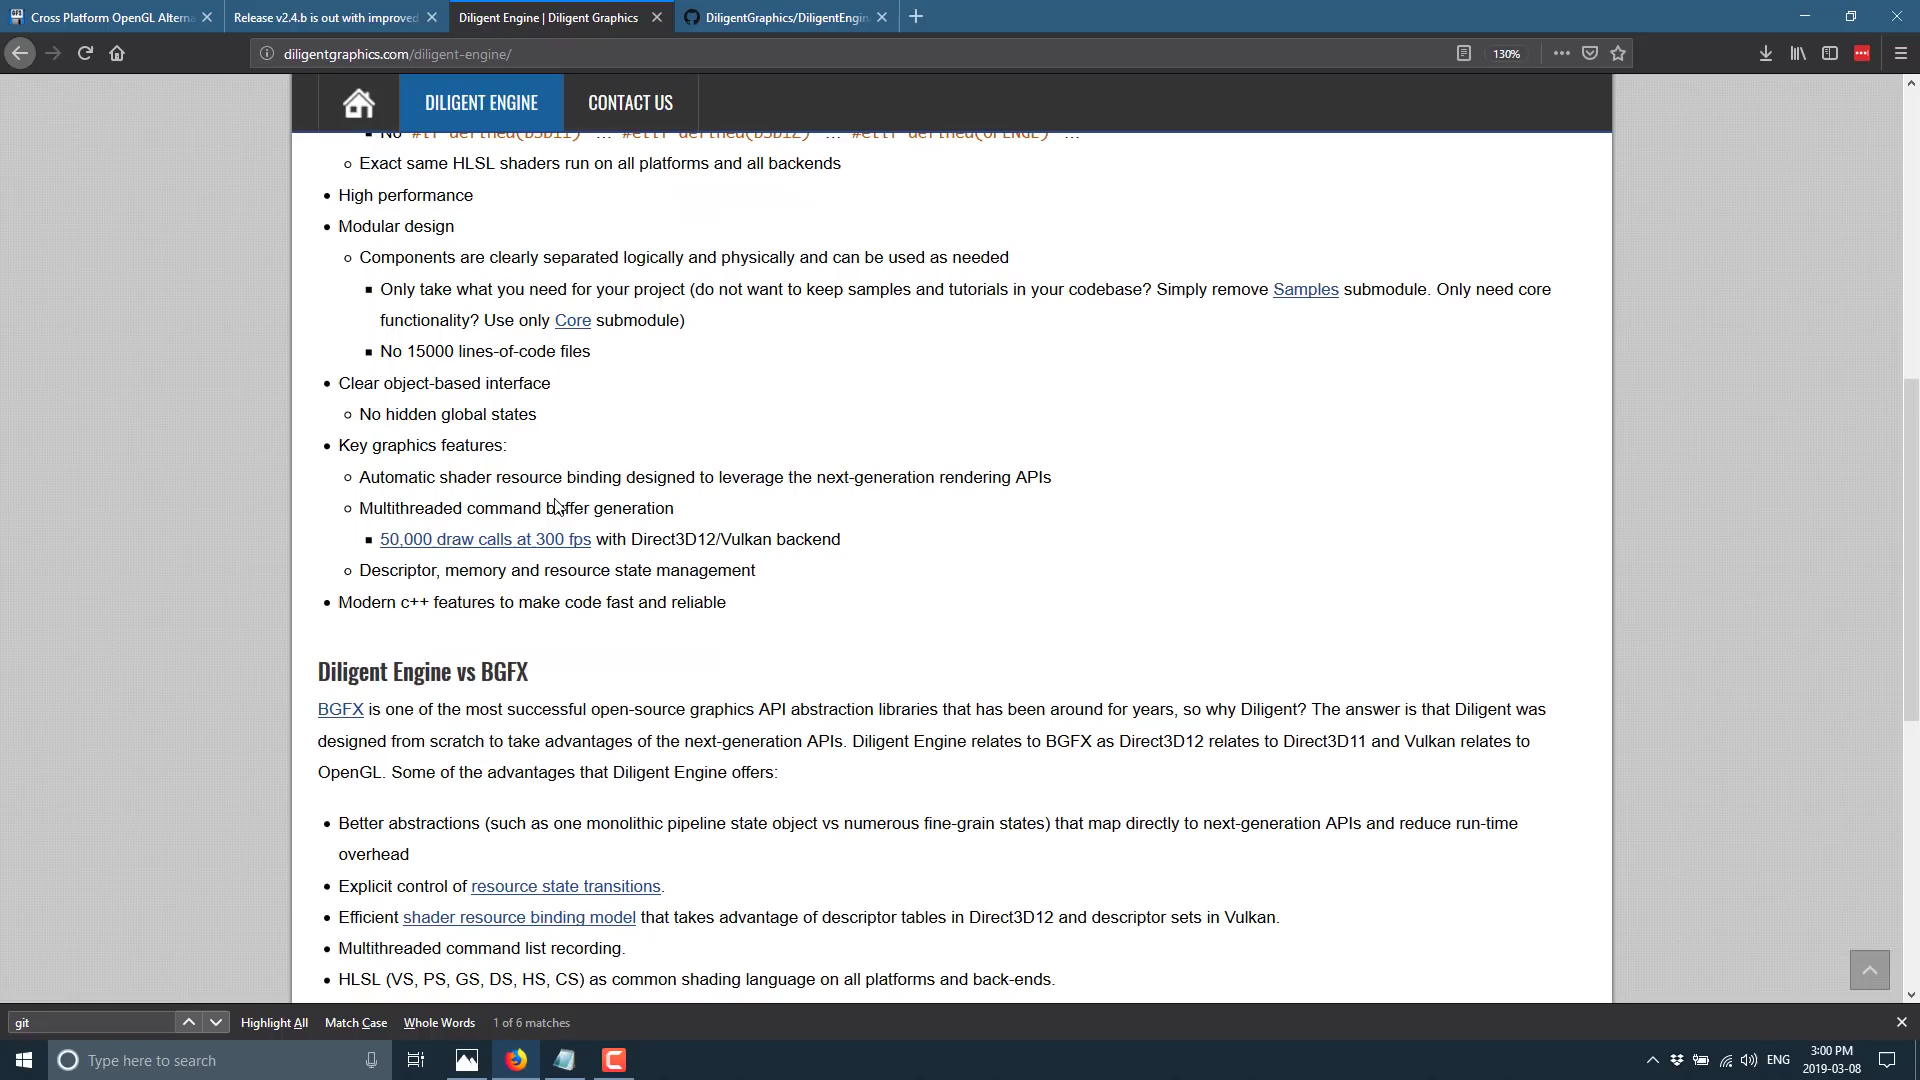 Cross Platform OpenGL Alterna
Release v2.4.b is out with improved
Diligent Engine | Diligent Graphics
DiligentGraphics/DiligentEngin
diligentgraphics.com/diligent-engine/
130%
DILIGENT ENGINE
CONTACT US
No #if defined(D3D11) ... #elif defined(D3D12) ... #elif defined(OPENGL) ...
Exact same HLSL shaders run on all platforms and all backends
High performance
Modular design
Components are clearly separated logically and physically and can be used as needed
Only take what you need for your project (do not want to keep samples and tutorials in your codebase? Simply remove Samples submodule. Only need core
functionality? Use only Core submodule)
No 15000 lines-of-code files
Clear object-based interface
No hidden global states
Key graphics features:
Automatic shader resource binding designed to leverage the next-generation rendering APIs
Multithreaded command buffer generation
50,000 draw calls at 300 fps with Direct3D12/Vulkan backend
Descriptor, memory and resource state management
Modern c++ features to make code fast and reliable
Diligent Engine vs BGFX
BGFX is one of the most successful open-source graphics API abstraction libraries that has been around for years, so why Diligent? The answer is that Diligent was
designed from scratch to take advantages of the next-generation APIs. Diligent Engine relates to BGFX as Direct3D12 relates to Direct3D11 and Vulkan relates to
OpenGL. Some of the advantages that Diligent Engine offers:
Better abstractions (such as one monolithic pipeline state object vs numerous fine-grain states) that map directly to next-generation APIs and reduce run-time
overhead
Explicit control of resource state transitions.
Efficient shader resource binding model that takes advantage of descriptor tables in Direct3D12 and descriptor sets in Vulkan.
Multithreaded command list recording.
HLSL (VS, PS, GS, DS, HS, CS) as common shading language on all platforms and back-ends.
git
Highlight All
Match Case
Whole Words
1 of 6 matches
Type here to search
ENG
3:00 PM
2019-03-08